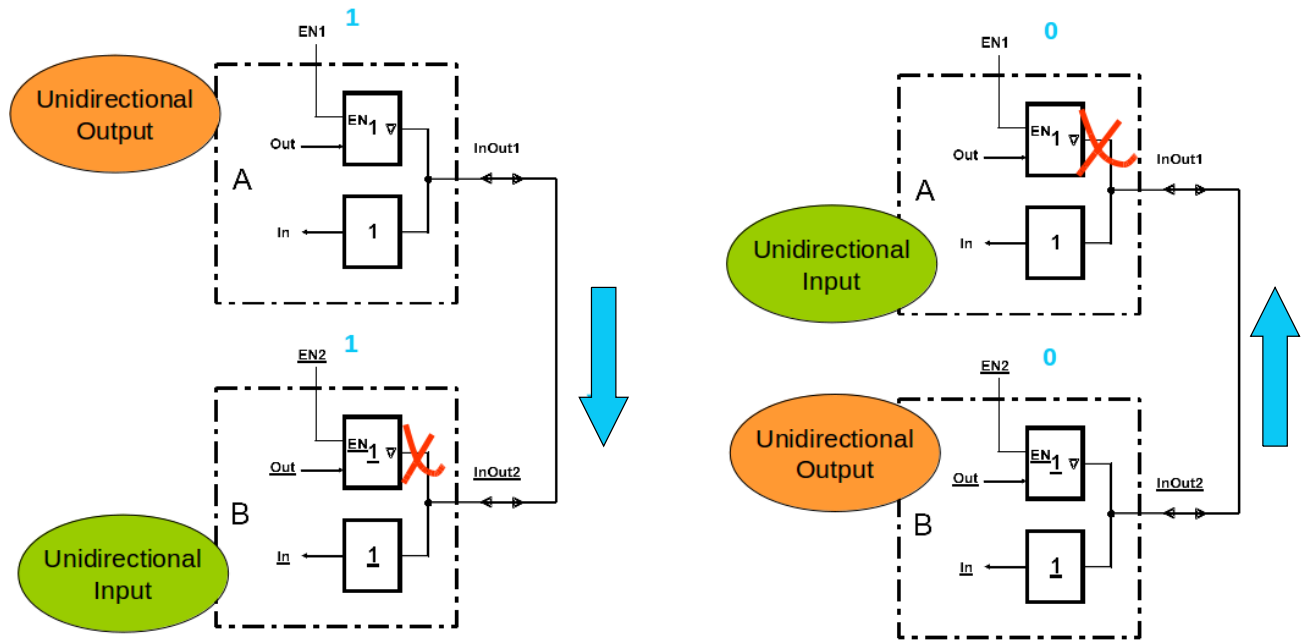 1
EN1
Unidirectional
Output
EN 1 ▽
Out
InOut1
A
In
1
1
EN2
EN 1 ▽
Out
InOut2
B
In
1
Unidirectional
Input
0
EN1
EN 1 ▽
Out
InOut1
A
Unidirectional
Input
In
1
0
EN2
Unidirectional
Output
EN 1 ▽
Out
InOut2
B
In
1